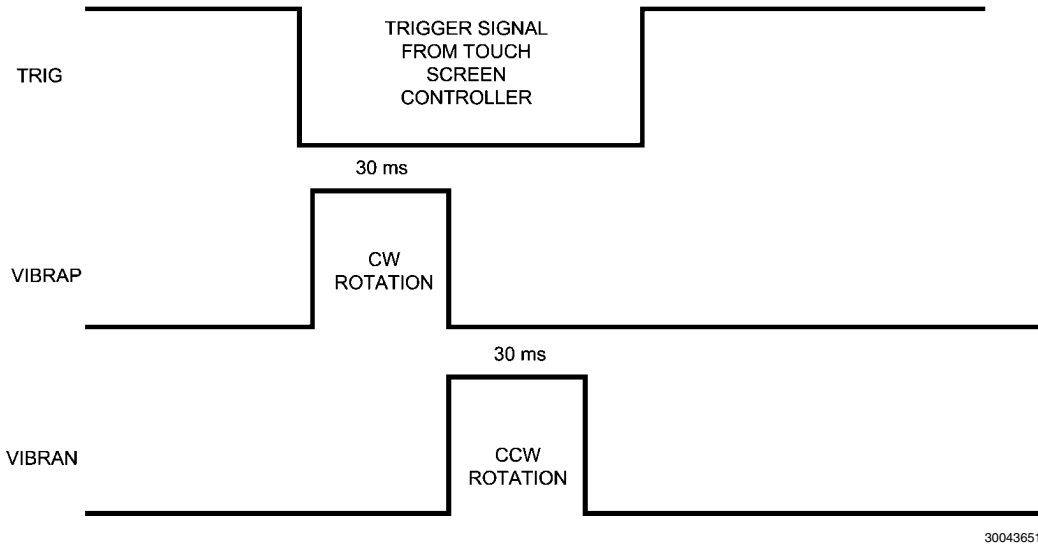 TRIG
TRIGGER SIGNAL
FROM TOUCH
SCREEN
CONTROLLER
30 ms
VIBRAP
CW
ROTATION
30 ms
VIBRAN
CCW
ROTATION
30043651